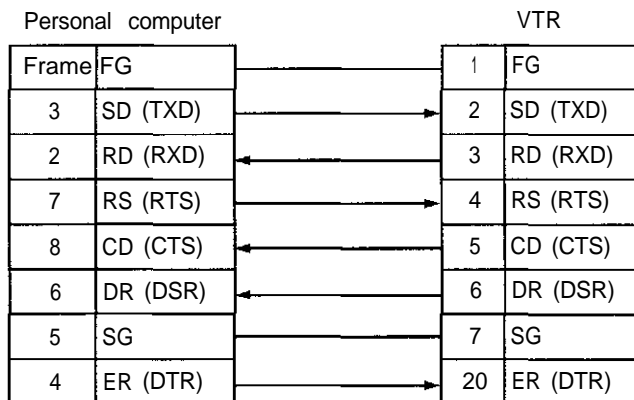 Personal computer VTR
Frame FG 1 FG
3 SD (TXD) 2 SD (TXD)
2 RD (RXD) 3 RD (RXD)
7 RS (RTS) 4 RS (RTS)
8 CD (CTS) 5 CD (CTS)
6 DR (DSR) 6 DR (DSR)
5 SG 7 SG
4 ER (DTR) 20 ER (DTR)